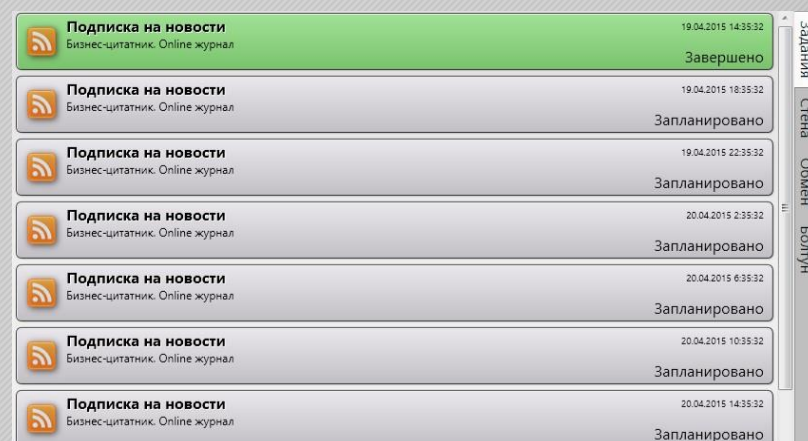 Подписка на новости
19.04.2015 14:35:32
Бизнес-цитатник. Online журнал
Завершено
Подписка на новости
19.04.2015 18:35:32
Бизнес-цитатник. Online журнал
Запланировано
Подписка на новости
19.04.2015 22:35:32
Бизнес-цитатник. Online журнал
Запланировано
Подписка на новости
20.04.2015 2:35:32
Бизнес-цитатник. Online журнал
Запланировано
Подписка на новости
20.04.2015 6:35:32
Бизнес-цитатник. Online журнал
Запланировано
Подписка на новости
20.04.2015 10:35:32
Бизнес-цитатник. Online журнал
Запланировано
Подписка на новости
20.04.2015 14:35:32
Бизнес-цитатник. Online журнал
Запланировано
Задания
Стена
Обмен
Болтун